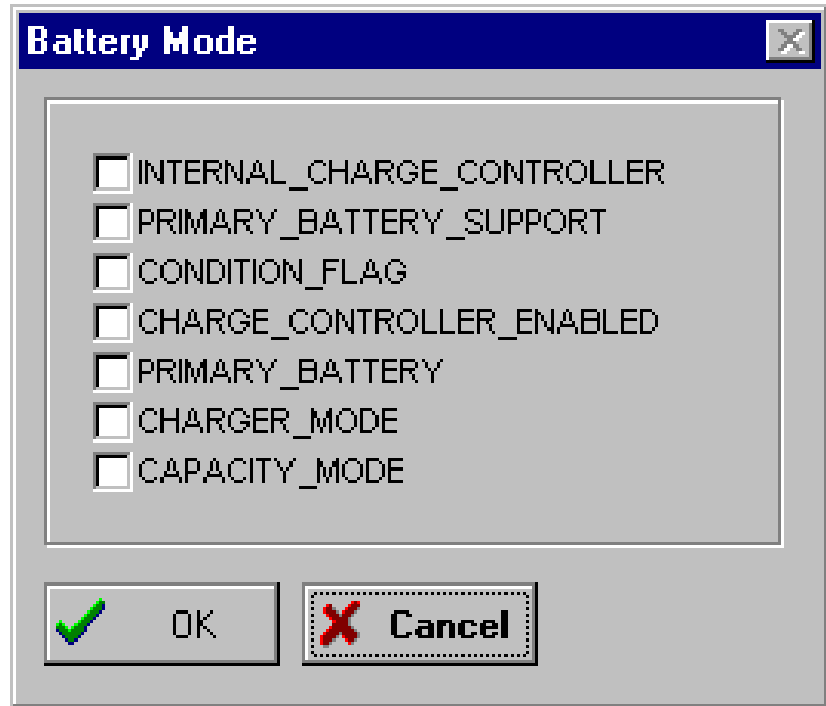 Battery Mode
INTERNAL_CHARGE_CONTROLLER
PRIMARY_BATTERY_SUPPORT
CONDITION_FLAG
CHARGE_CONTROLLER_ENABLED
PRIMARY_BATTERY
CHARGER_MODE
CAPACITY_MODE
OK Cancel